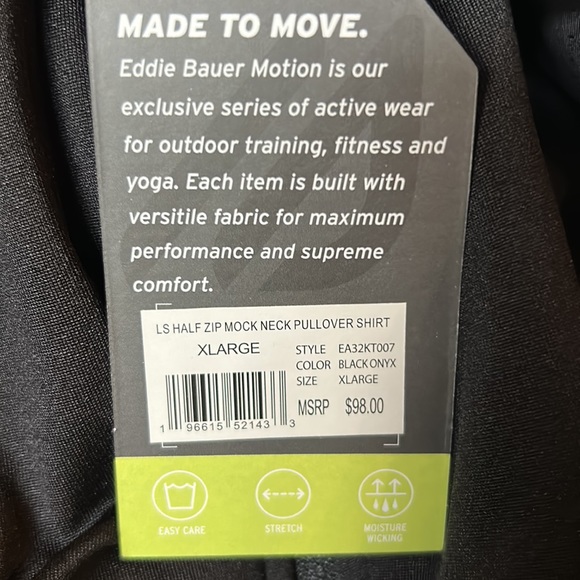 MADE TO MOVE.
Eddie Bauer Motion is our
exclusive series of active wear
for outdoor training, fitness and
yoga. Each item is built with
versitile fabric for maximum
performance and supreme
comfort.
LS HALF ZIP MOCK NECK PULLOVER SHIRT
XLARGE
STYLE EA32KT007
COLOR BLACK ONYX
SIZE XLARGE
MSRP $98.00
1 96615 52143 3
EASY CARE
STRETCH
MOISTURE
WICKING